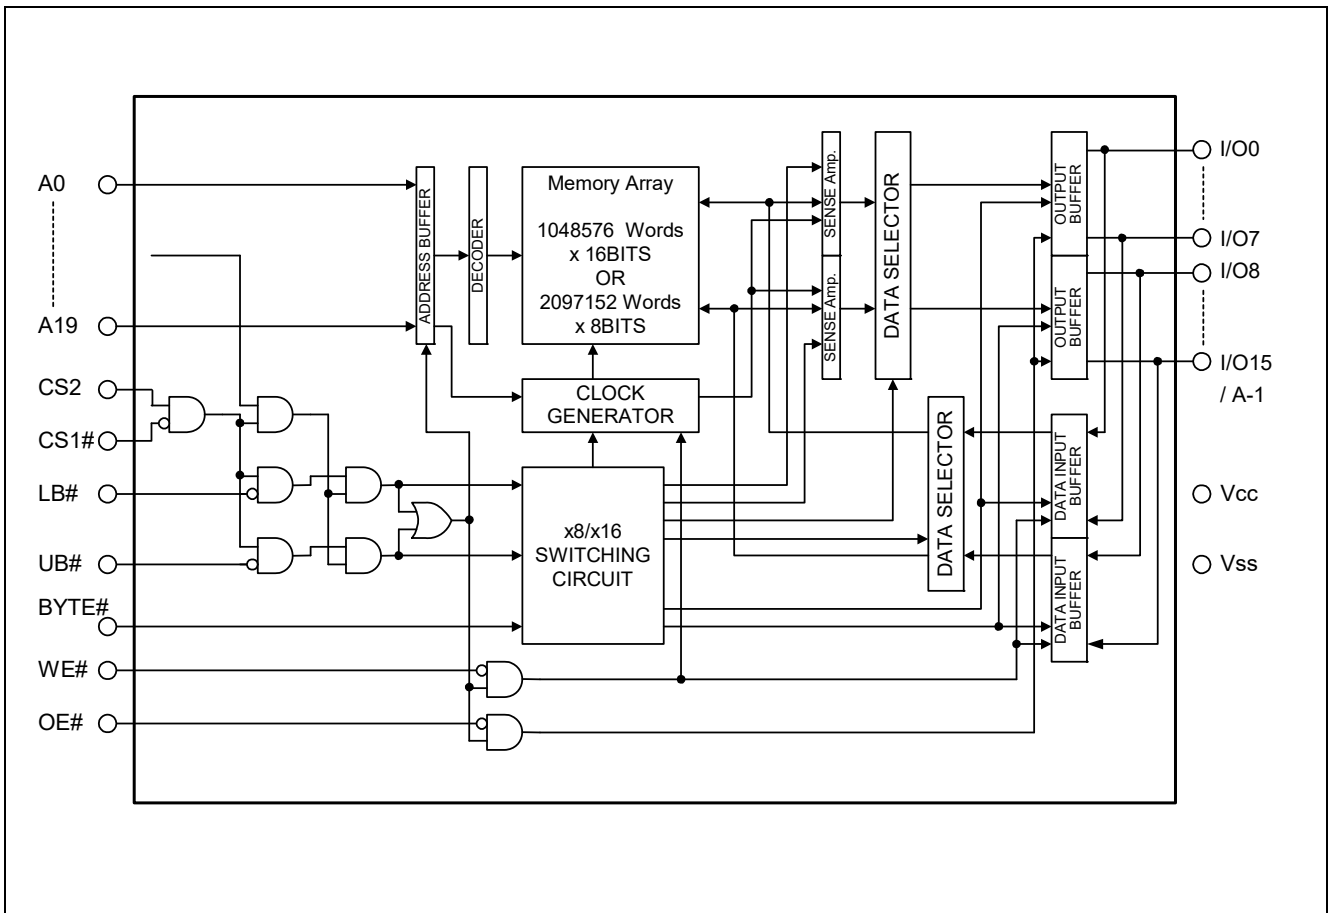 A0
A19
CS2
CS1#
LB#
UB#
BYTE#
WE#
OE#
ADDRESS BUFFER
DECODER
Memory Array
1048576 Words
x 16BITS
OR
2097152 Words
x 8BITS
CLOCK
GENERATOR
x8/x16
SWITCHING
CIRCUIT
SENSE Amp.
SENSE Amp.
DATA SELECTOR
DATA SELECTOR
OUTPUT
BUFFER
OUTPUT
BUFFER
DATA INPUT
BUFFER
DATA INPUT
BUFFER
I/O0
I/O7
I/O8
I/O15
/ A-1
Vcc
Vss